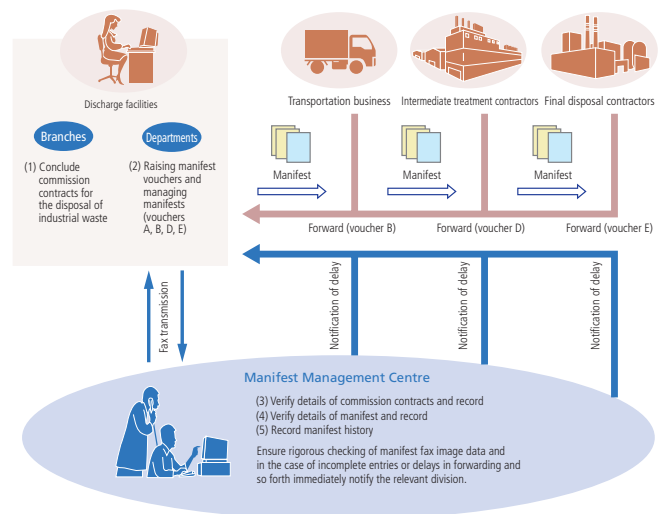 Discharge facilities
Branches
(1) Conclude
commission
contracts for
the disposal of
industrial waste
Departments
(2) Raising manifest
vouchers and
managing
manifests
(vouchers
A, B, D, E)
Transportation business
Intermediate treatment contractors
Final disposal contractors
Manifest
Manifest
Manifest
Forward (voucher B)
Forward (voucher D)
Forward (voucher E)
Fax transmission
Notification of delay
Notification of delay
Notification of delay
Manifest Management Centre
(3) Verify details of commission contracts and record
(4) Verify details of manifest and record
(5) Record manifest history
Ensure rigorous checking of manifest fax image data and
in the case of incomplete entries or delays in forwarding and
so forth immediately notify the relevant division.